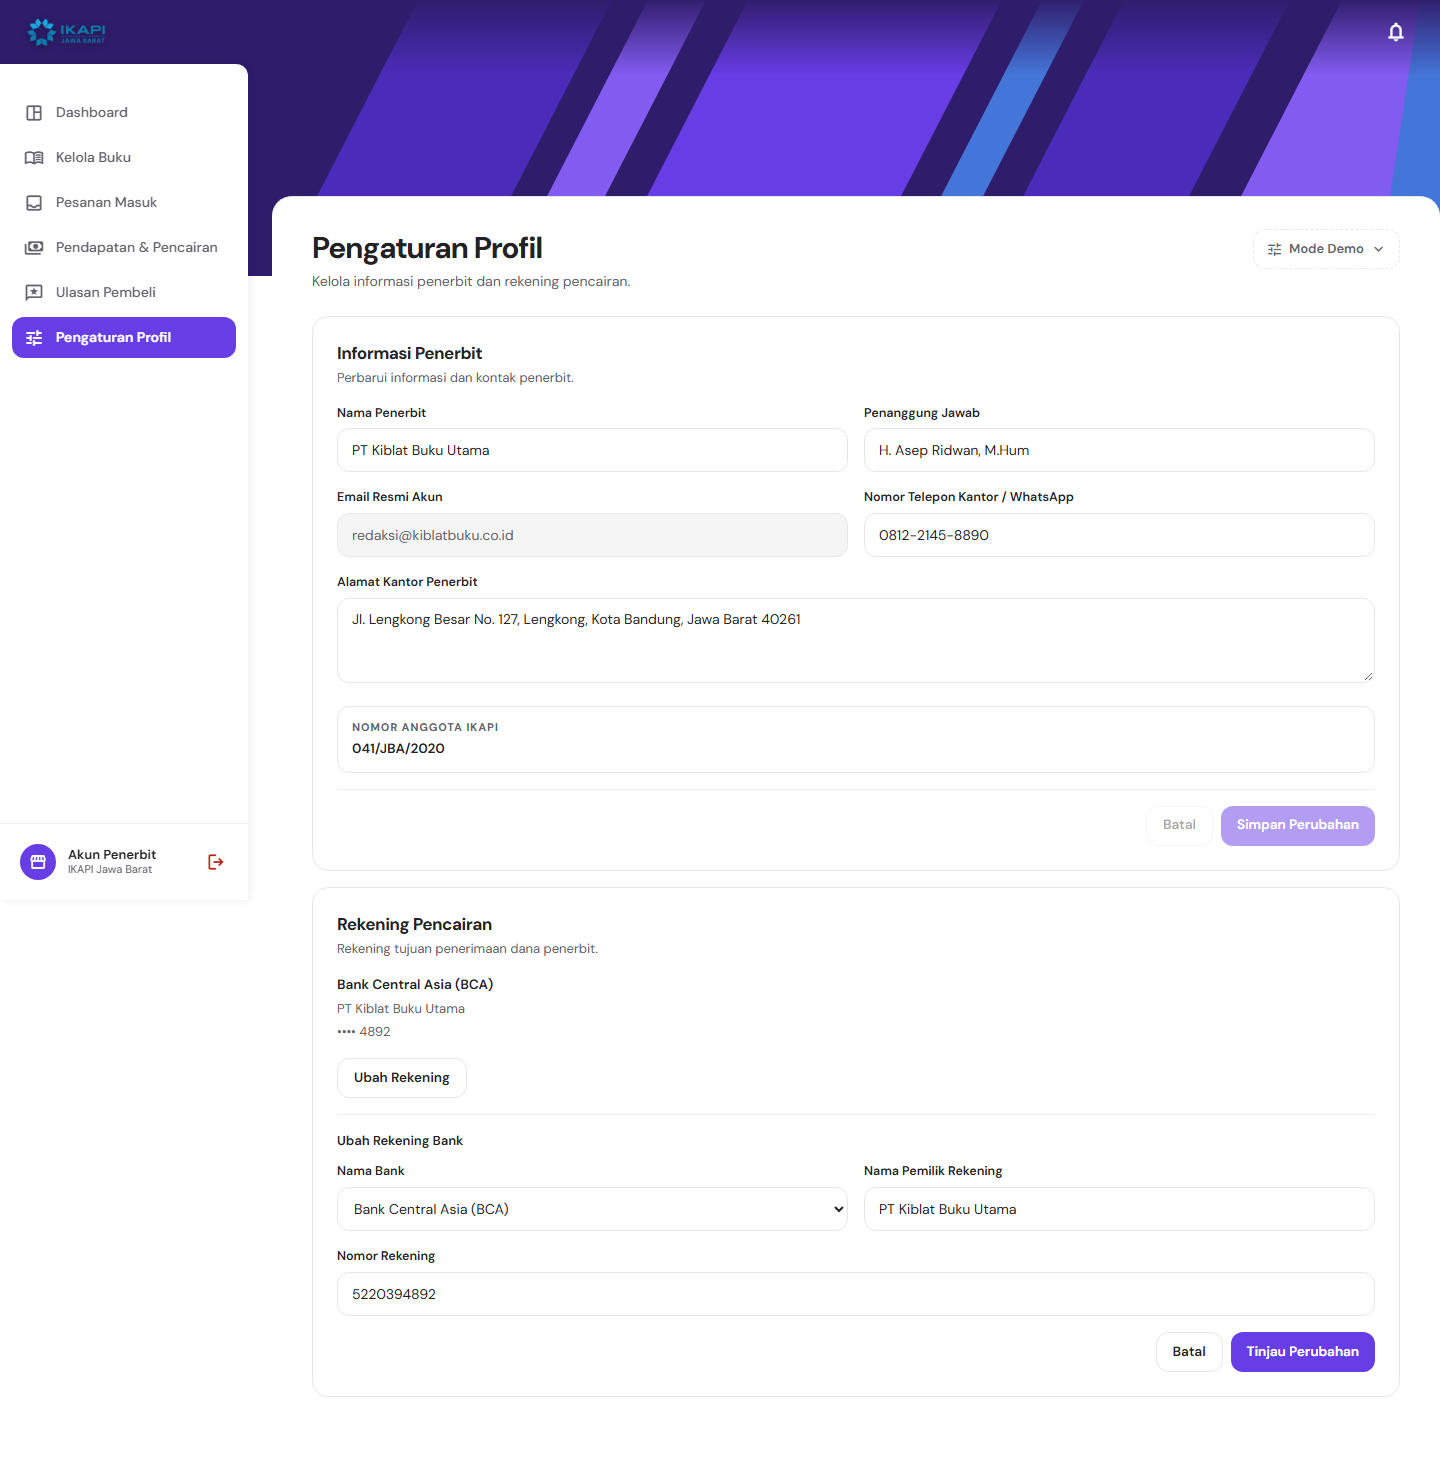 IKAPI
JAWA BARAT
Dashboard
Kelola Buku
Pesanan Masuk
Pendapatan & Pencairan
Ulasan Pembeli
Pengaturan Profil
Akun Penerbit
IKAPI Jawa Barat
Pengaturan Profil
Kelola informasi penerbit dan rekening pencairan.
Mode Demo
Informasi Penerbit
Perbarui informasi dan kontak penerbit.
Nama Penerbit
PT Kiblat Buku Utama
Penanggung Jawab
H. Asep Ridwan, M.Hum
Email Resmi Akun
redaksi@kiblatbuku.co.id
Nomor Telepon Kantor / WhatsApp
0812-2145-8890
Alamat Kantor Penerbit
Jl. Lengkong Besar No. 127, Lengkong, Kota Bandung, Jawa Barat 40261
NOMOR ANGGOTA IKAPI
041/JBA/2020
Batal
Simpan Perubahan
Rekening Pencairan
Rekening tujuan penerimaan dana penerbit.
Bank Central Asia (BCA)
PT Kiblat Buku Utama
•••• 4892
Ubah Rekening
Ubah Rekening Bank
Nama Bank
Bank Central Asia (BCA)
Nama Pemilik Rekening
PT Kiblat Buku Utama
Nomor Rekening
5220394892
Batal
Tinjau Perubahan